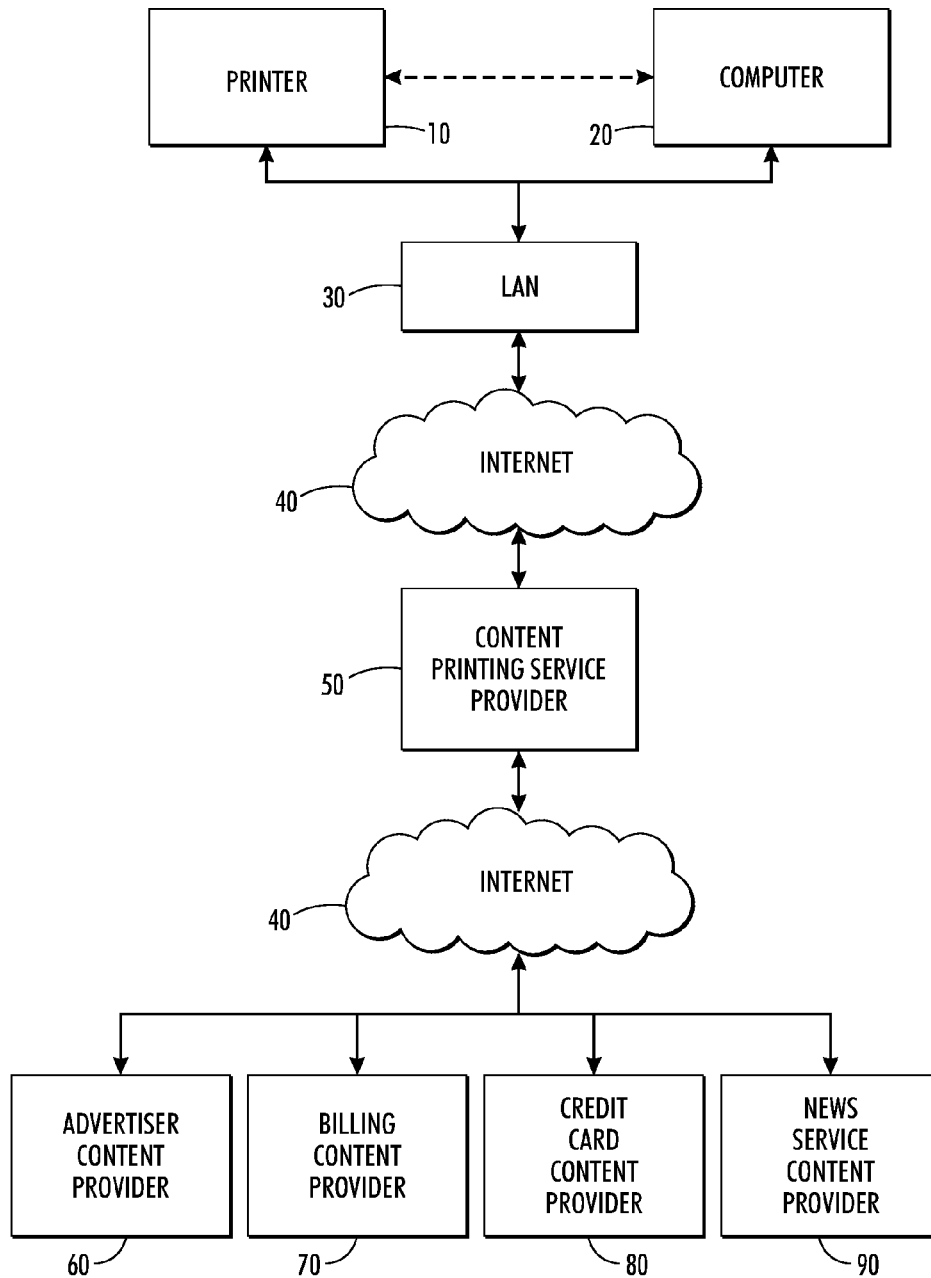 PRINTER
COMPUTER
10
20
LAN
30
INTERNET
40
CONTENT
PRINTING SERVICE
PROVIDER
50
INTERNET
40
ADVERTISER
CONTENT
PROVIDER
BILLING
CONTENT
PROVIDER
CREDIT
CARD
CONTENT
PROVIDER
NEWS
SERVICE
CONTENT
PROVIDER
60
70
80
90